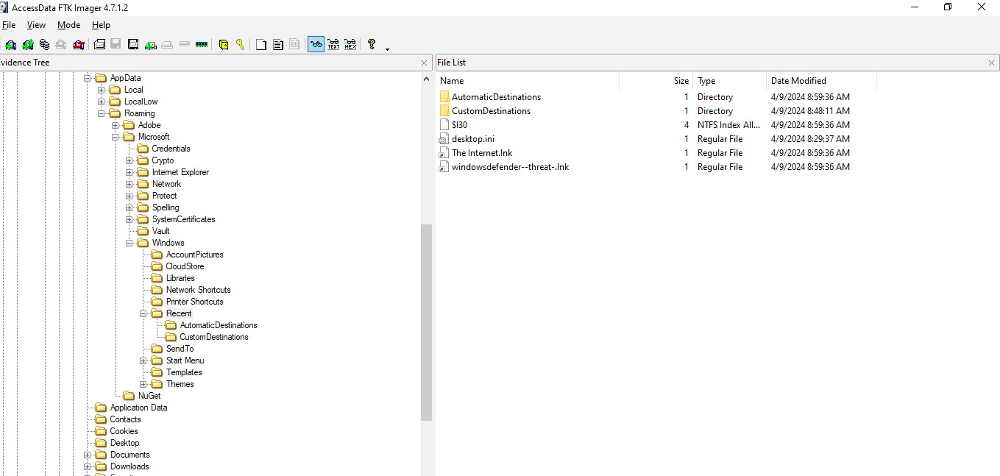 AccessData FTK Imager 4.7.1.2
File View Mode Help
TEXT HEX ?
vidence Tree
AppData
Local
LocalLow
Roaming
Adobe
Microsoft
Credentials
Crypto
Internet Explorer
Network
Protect
Spelling
SystemCertificates
Vault
Windows
AccountPictures
CloudStore
Libraries
Network Shortcuts
Printer Shortcuts
Recent
AutomaticDestinations
CustomDestinations
SendTo
Start Menu
Templates
Themes
NuGet
Application Data
Contacts
Cookies
Desktop
Documents
Downloads
File List
Name Size Type Date Modified
AutomaticDestinations 1 Directory 4/9/2024 8:59:36 AM
CustomDestinations 1 Directory 4/9/2024 8:48:11 AM
$I30 4 NTFS Index All... 4/9/2024 8:59:36 AM
desktop.ini 1 Regular File 4/9/2024 8:29:37 AM
The Internet.lnk 1 Regular File 4/9/2024 8:59:36 AM
windowsdefender--threat-.lnk 1 Regular File 4/9/2024 8:59:36 AM